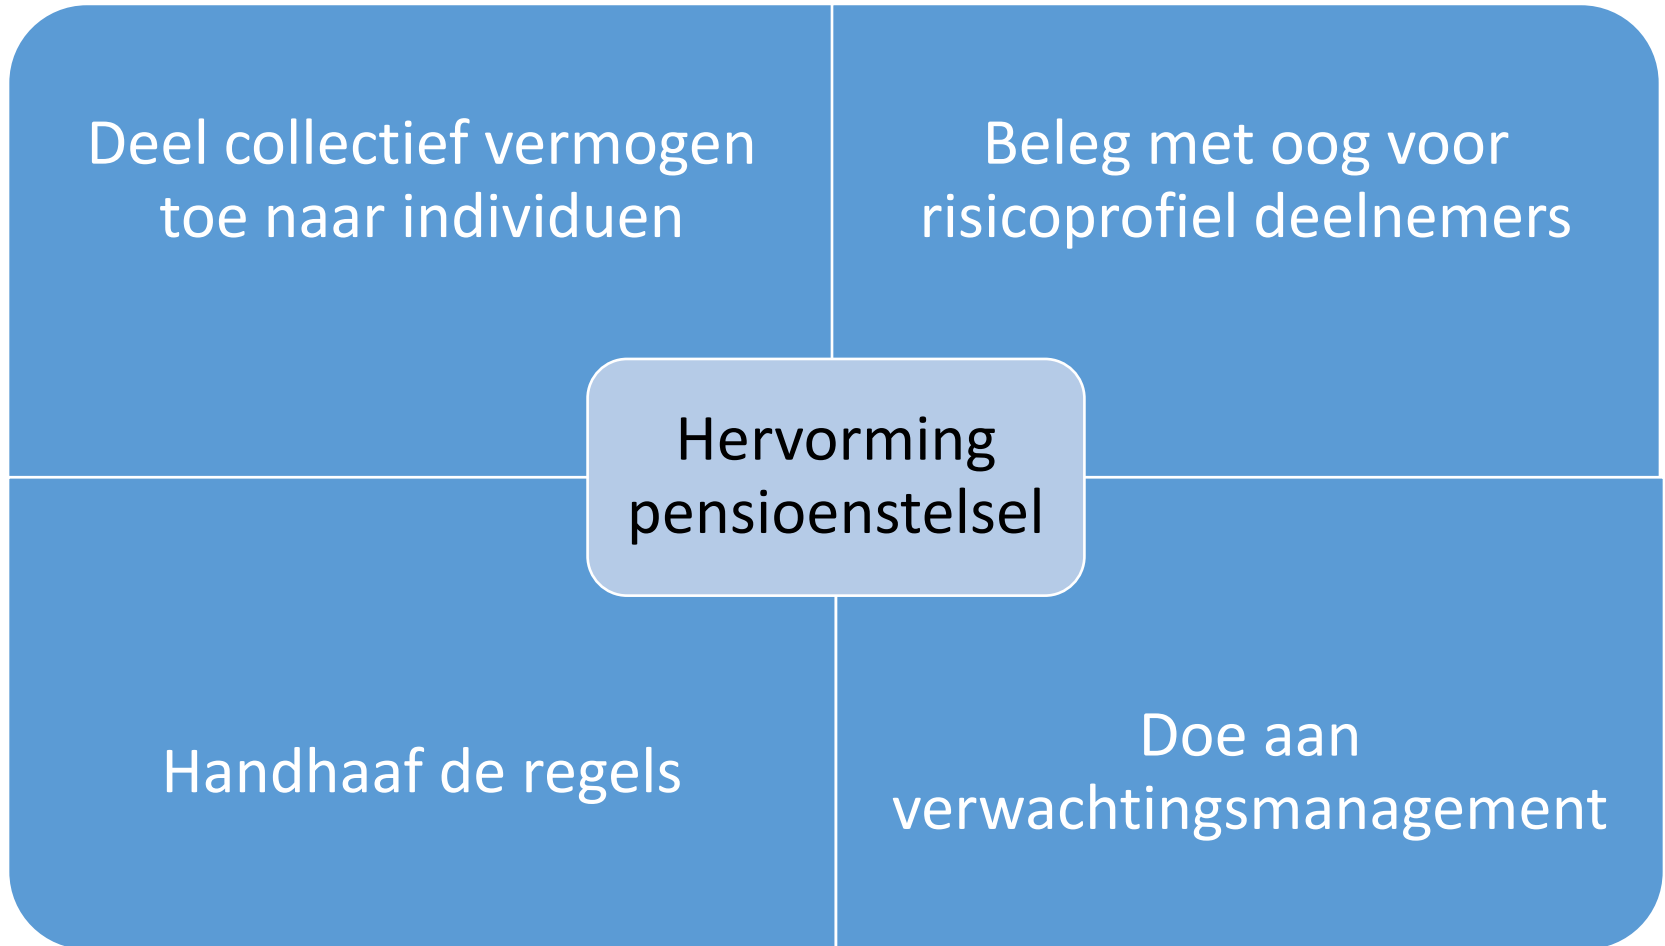 Deel collectief vermogen
toe naar individuen
Beleg met oog voor
risicoprofiel deelnemers
Hervorming
pensioenstelsel
Handhaaf de regels
Doe aan
verwachtingsmanagement